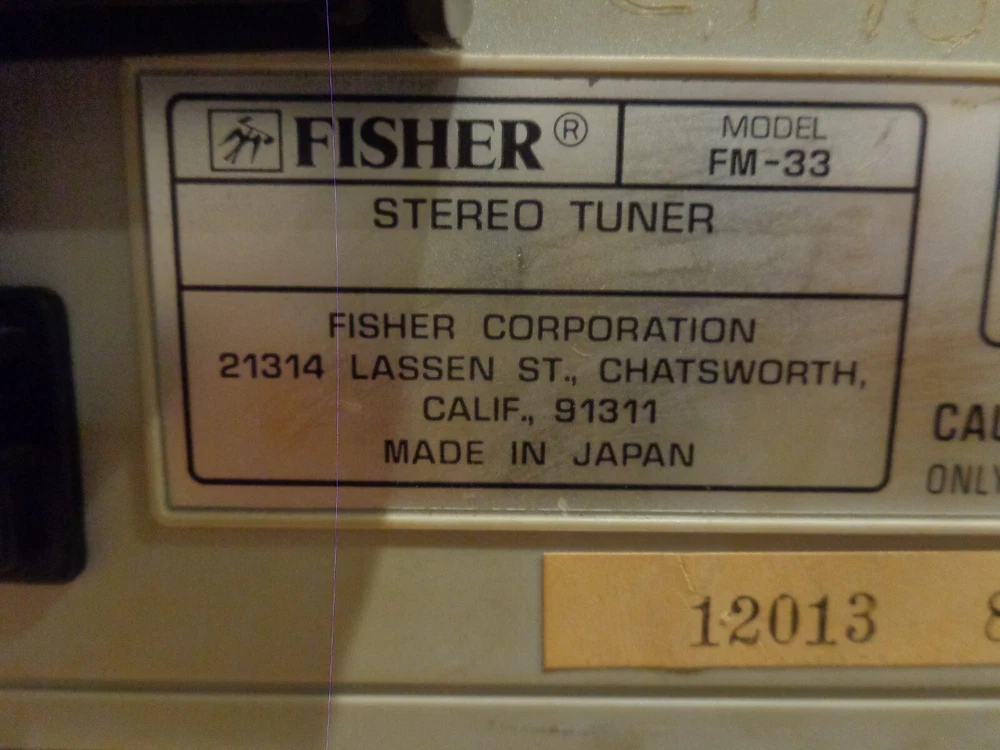 FISHER®
MODEL
FM-33
STEREO TUNER
FISHER CORPORATION
21314 LASSEN ST., CHATSWORTH,
CALIF., 91311
MADE IN JAPAN
12013